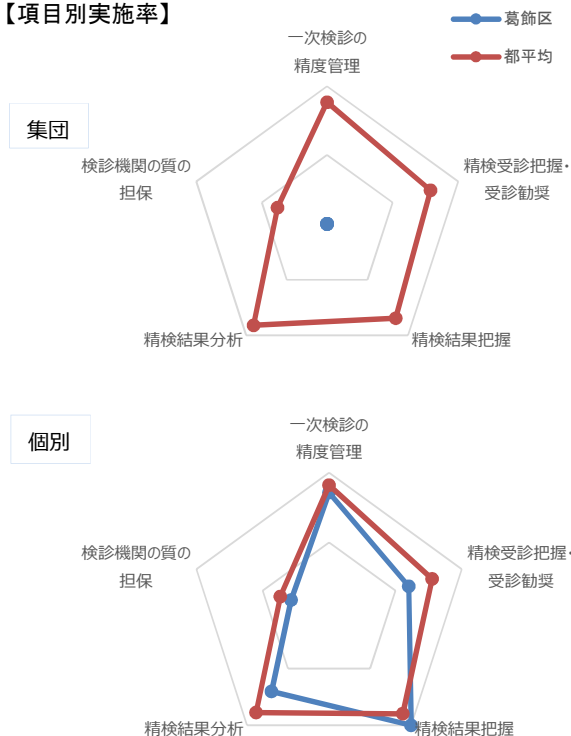 【項目別実施率】
葛飾区
都平均
集団
一次検診の
精度管理
精検受診把握・
受診勧奨
精検結果把握
精検結果分析
検診機関の質の
担保
個別
一次検診の
精度管理
精検受診把握・
受診勧奨
精検結果把握
精検結果分析
検診機関の質の
担保